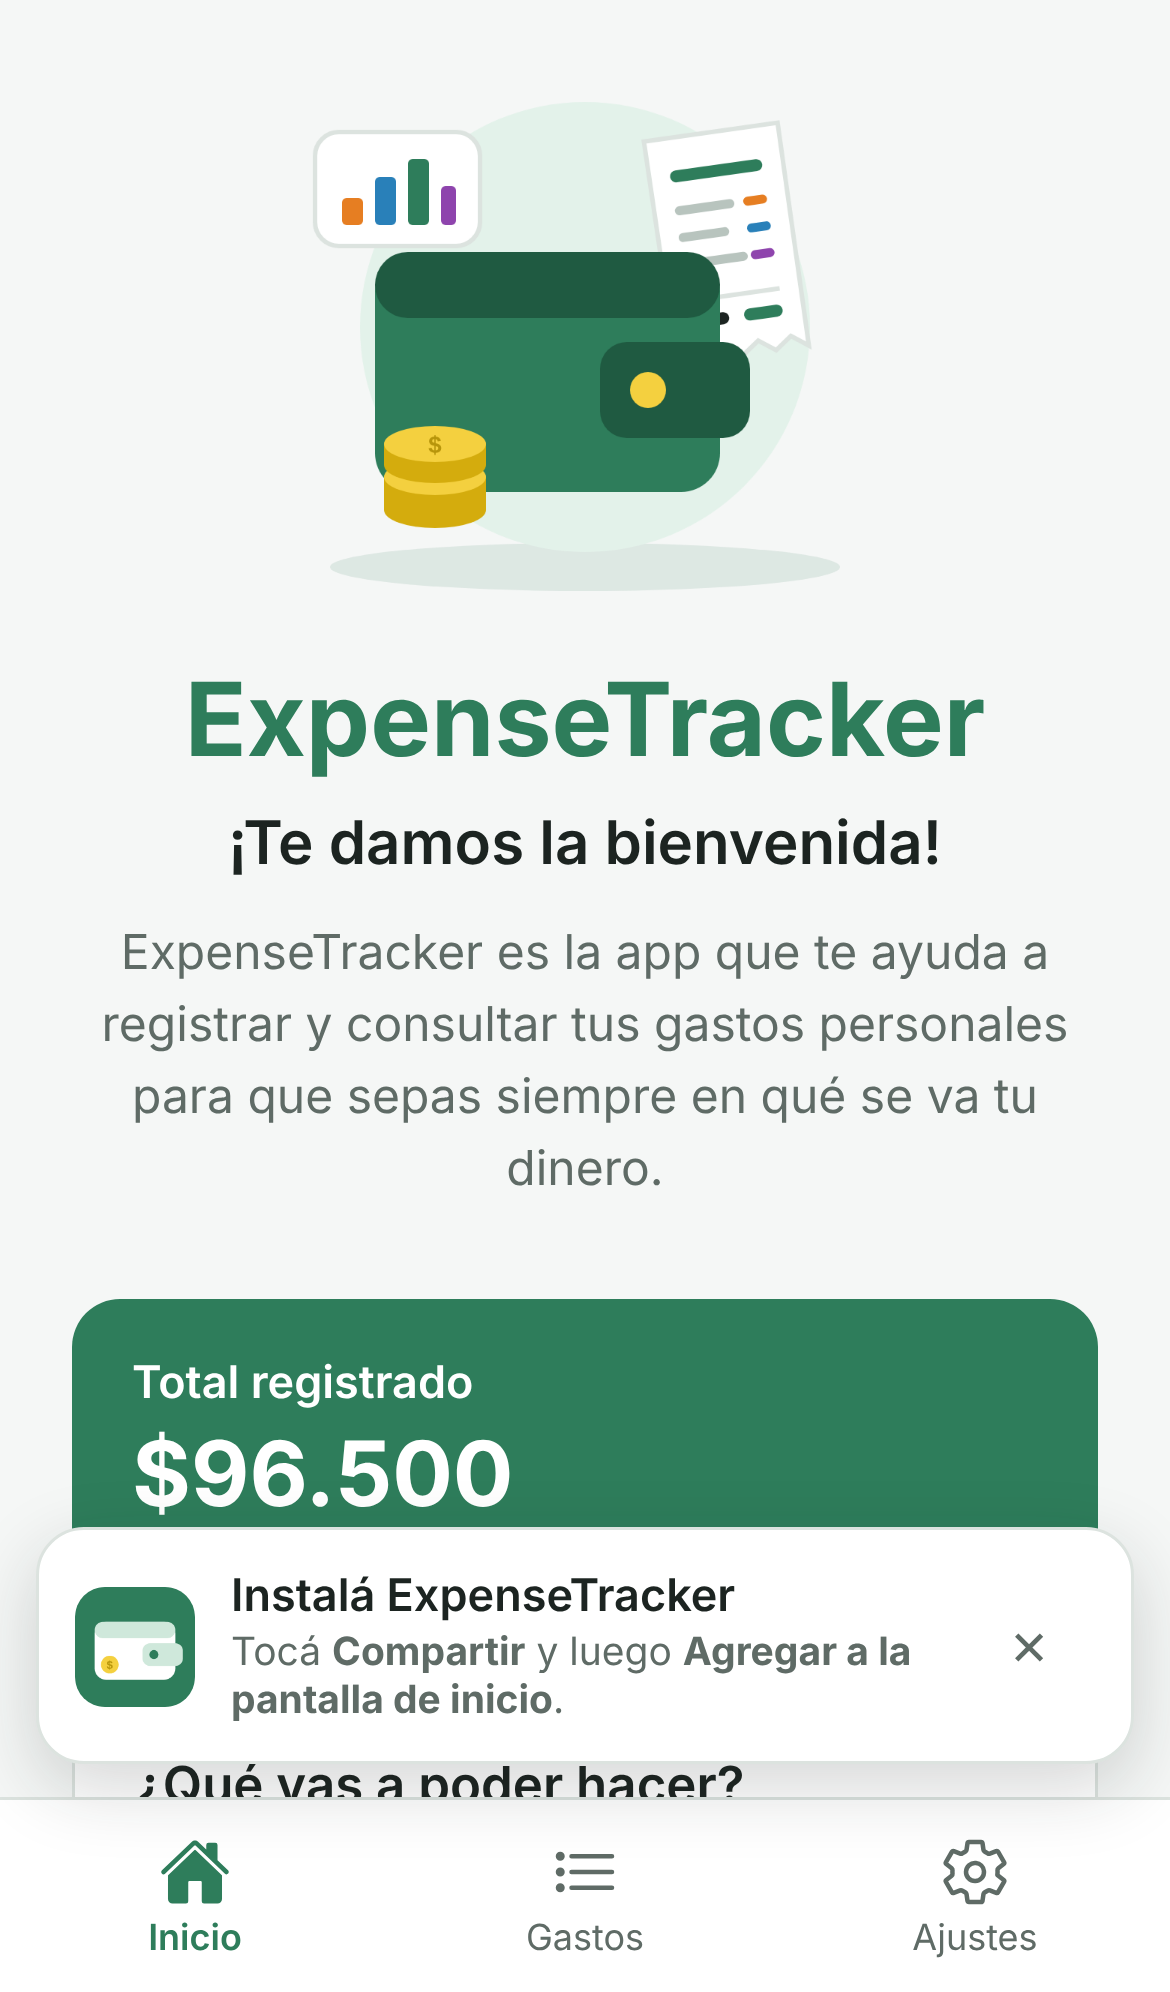 $
ExpenseTracker
¡Te damos la bienvenida!
ExpenseTracker es la app que te ayuda a
registrar y consultar tus gastos personales
para que sepas siempre en qué se va tu
dinero.
Total registrado
$96.500
Instalá ExpenseTracker
Tocá Compartir y luego Agregar a la
pantalla de inicio.
$
¿Qué vas a poder hacer?
Inicio
Gastos
Ajustes